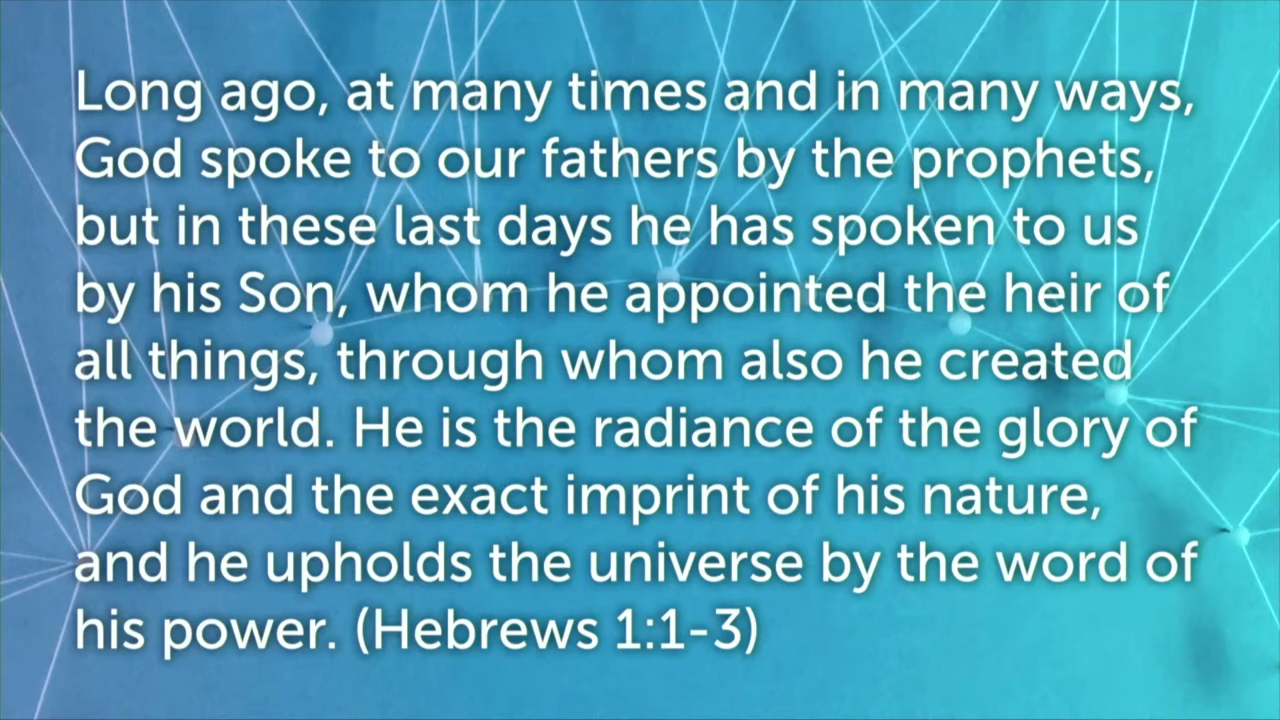 Long ago, at many times and in many ways,
God spoke to our fathers by the prophets,
but in these last days he has spoken to us
by his Son, whom he appointed the heir of
all things, through whom also he created
the world. He is the radiance of the glory of
God and the exact imprint of his nature,
and he upholds the universe by the word of
his power. (Hebrews 1:1-3)